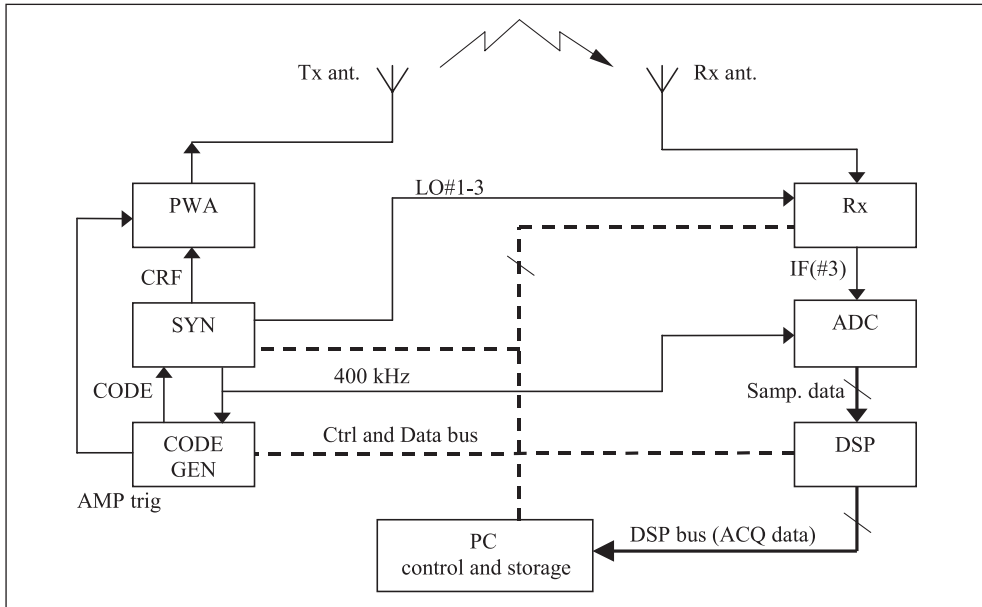 Tx ant.
Rx ant.
LO#1-3
PWA
Rx
CRF
IF(#3)
SYN
ADC
CODE
400 kHz
Samp. data
CODE
GEN
Ctrl and Data bus
DSP
AMP trig
PC
control and storage
DSP bus (ACQ data)